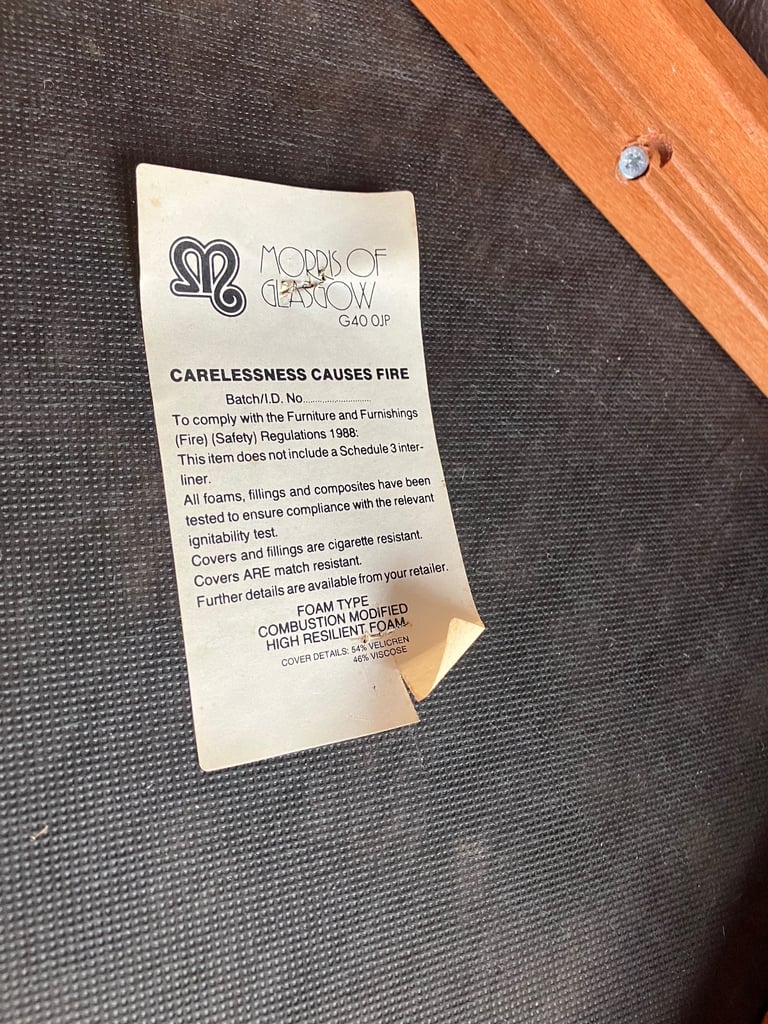 MORRIS OF
GLASGOW
G40 0JP
CARELESSNESS CAUSES FIRE
Batch/I.D. No..........................
To comply with the Furniture and Furnishings
(Fire) (Safety) Regulations 1988:
This item does not include a Schedule 3 inter-
liner.
All foams, fillings and composites have been
tested to ensure compliance with the relevant
ignitability test.
Covers and fillings are cigarette resistant.
Covers ARE match resistant.
Further details are available from your retailer.
FOAM TYPE
COMBUSTION MODIFIED
HIGH RESILIENT FOAM
COVER DETAILS: 54% VELICREN
46% VISCOSE